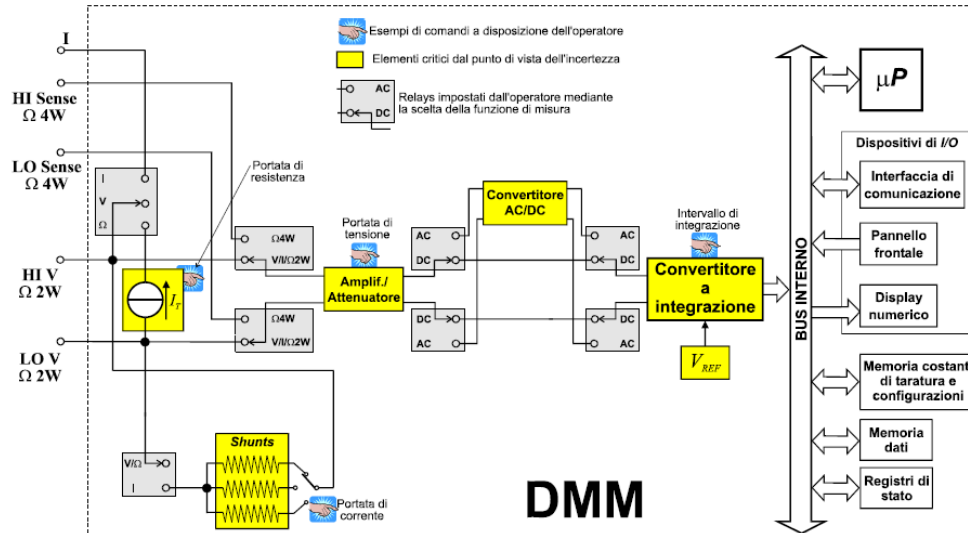 I
HI Sense
Ω 4W
LO Sense
Ω 4W
HI V
Ω 2W
LO V
Ω 2W
Esempi di comandi a disposizione dell'operatore
Elementi critici dal punto di vista dell'incertezza
AC
DC
Relays impostati dall'operatore mediante
la scelta della funzione di misura
I
V
Ω
Portata di
resistenza
I_T
Ω4W
V/I/Ω2W
Ω4W
V/I/Ω2W
Portata di
tensione
Amplif./
Attenuatore
AC
DC
DC
AC
Convertitore
AC/DC
AC
DC
DC
AC
Intervallo di
integrazione
Convertitore
a
integrazione
V_REF
V/Ω
I
Shunts
Portata di
corrente
DMM
BUS INTERNO
µP
Dispositivi di I/O
Interfaccia di
comunicazione
Pannello
frontale
Display
numerico
Memoria costanti
di taratura e
configurazioni
Memoria
dati
Registri di
stato